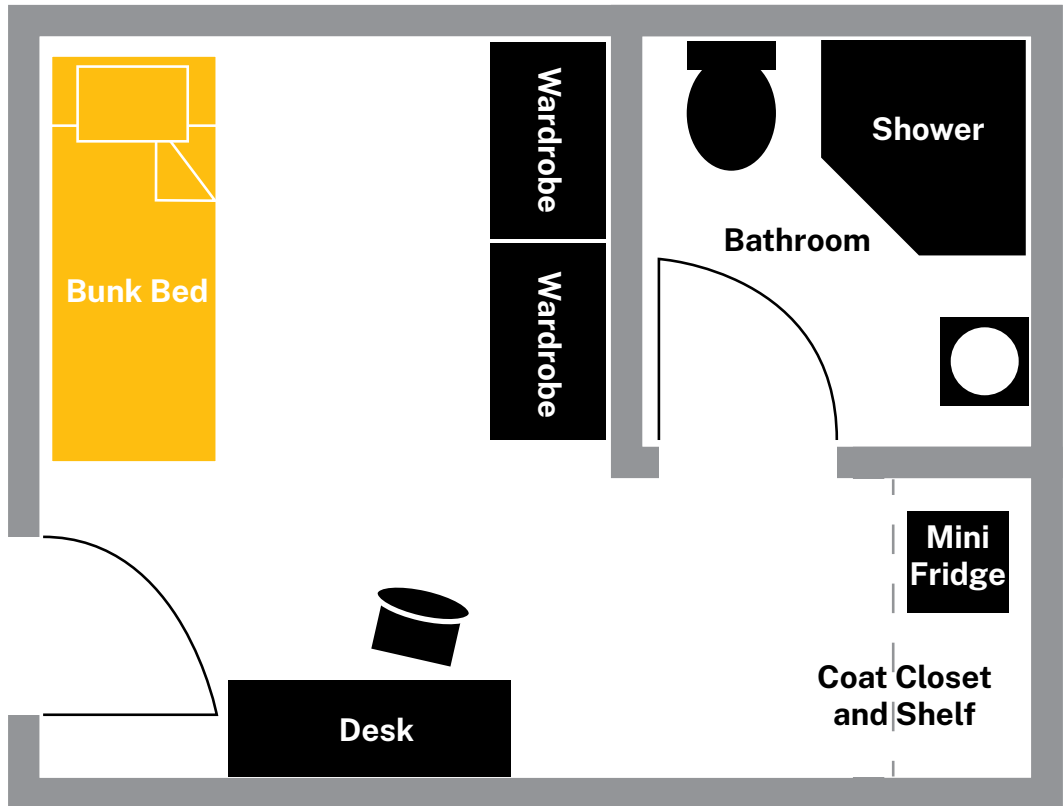 Wardrobe
Shower
Bathroom
Bunk Bed
Wardrobe
Mini
Fridge
Coat Closet
and Shelf
Desk